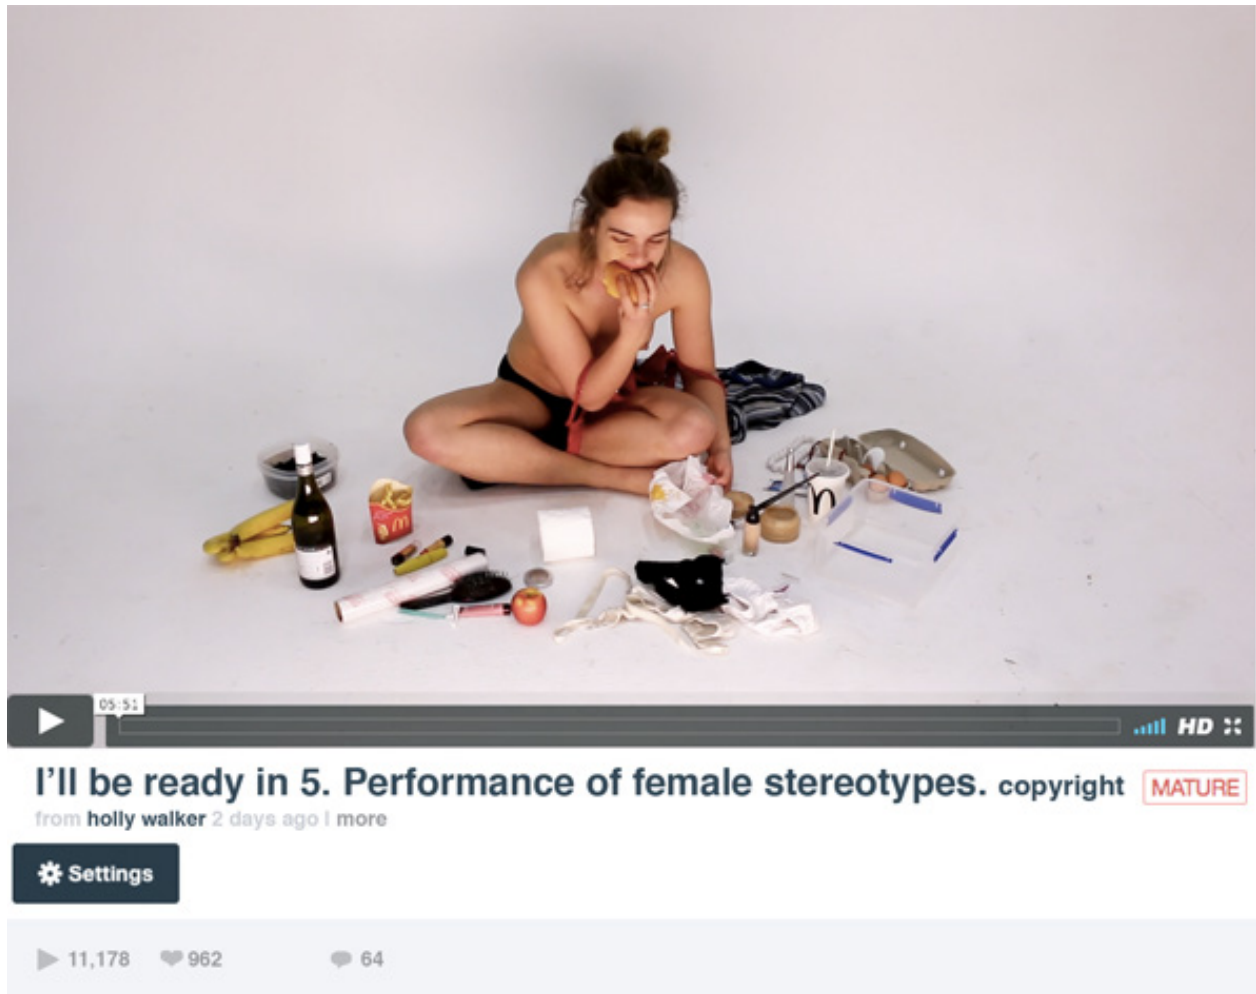 05:51
HD
I'll be ready in 5. Performance of female stereotypes. copyright MATURE
from holly walker 2 days ago I more
Settings
11,178 962 64